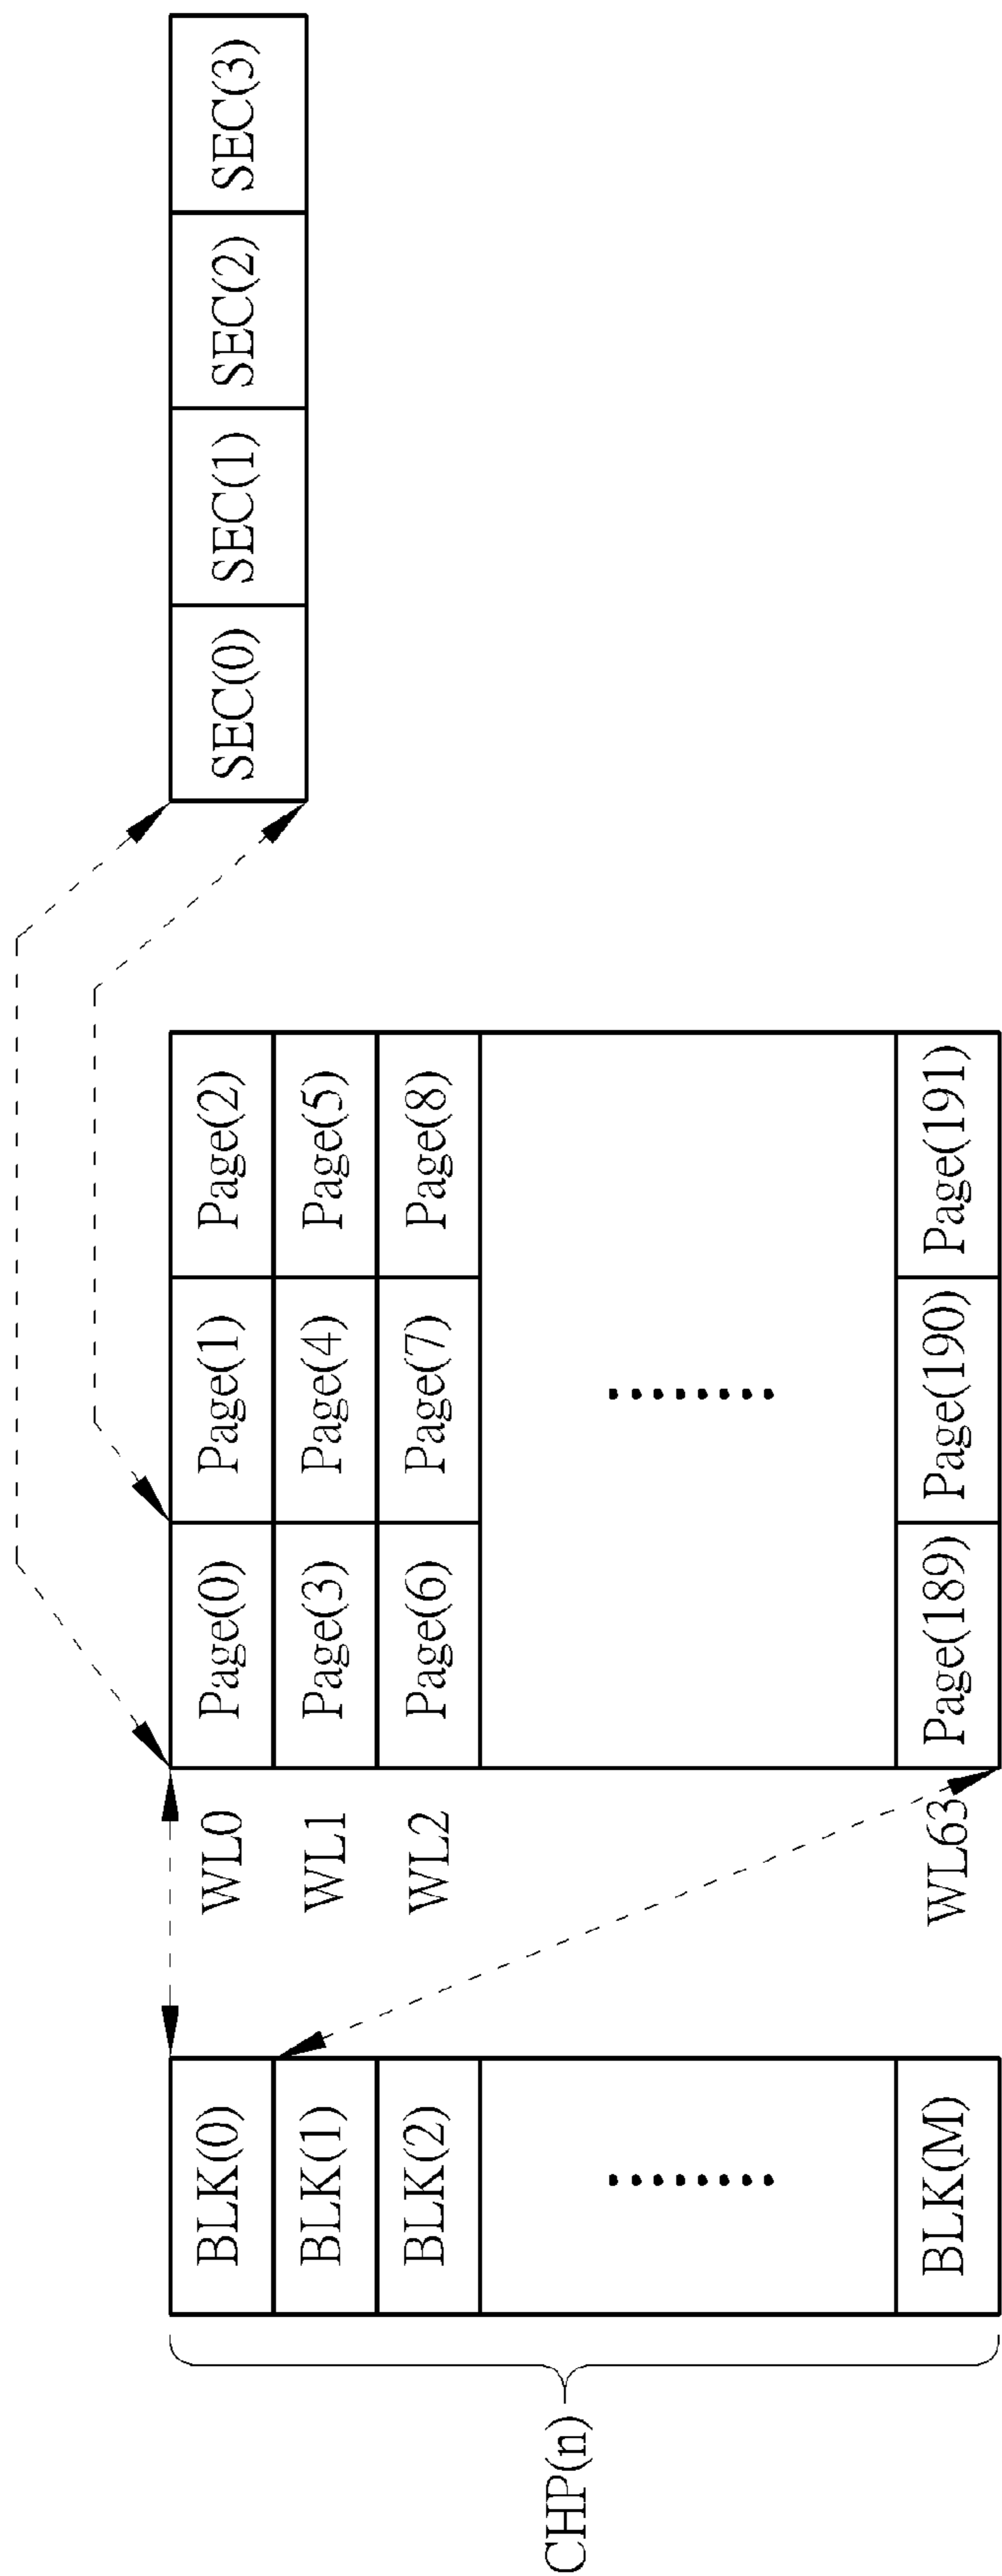 CHP(n)
BLK(0)
BLK(1)
BLK(2)
BLK(M)
WL0
WL1
WL2
WL63
Page(0) Page(1) Page(2)
Page(3) Page(4) Page(5)
Page(6) Page(7) Page(8)
Page(189) Page(190) Page(191)
SEC(0) SEC(1) SEC(2) SEC(3)